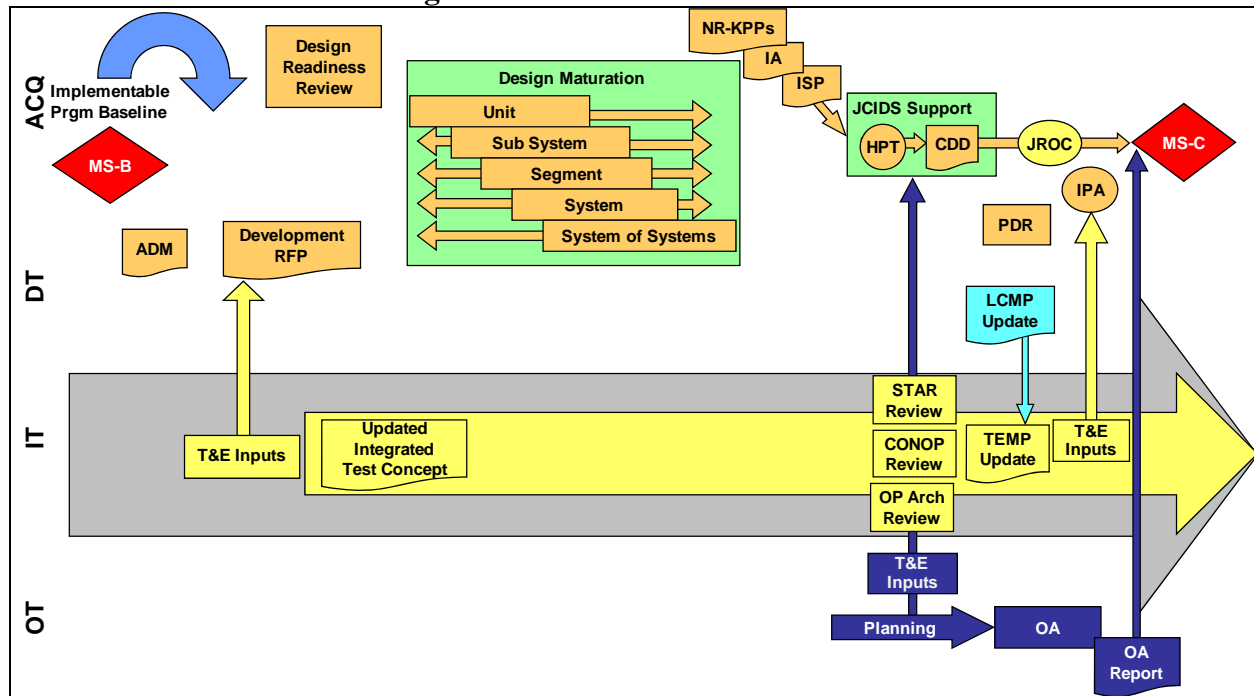 g
ACQ
Implementable
Prgm Baseline
Design
Readiness
Review
MS-B
ADM
Development
RFP
Design Maturation
Unit
Sub System
Segment
System
System of Systems
NR-KPPs
IA
ISP
JCIDS Support
HPT
CDD
JROC
MS-C
IPA
PDR
DT
LCMP
Update
IT
T&E Inputs
Updated
Integrated
Test Concept
STAR
Review
CONOP
Review
OP Arch
Review
TEMP
Update
T&E
Inputs
OT
T&E
Inputs
Planning
OA
OA
Report